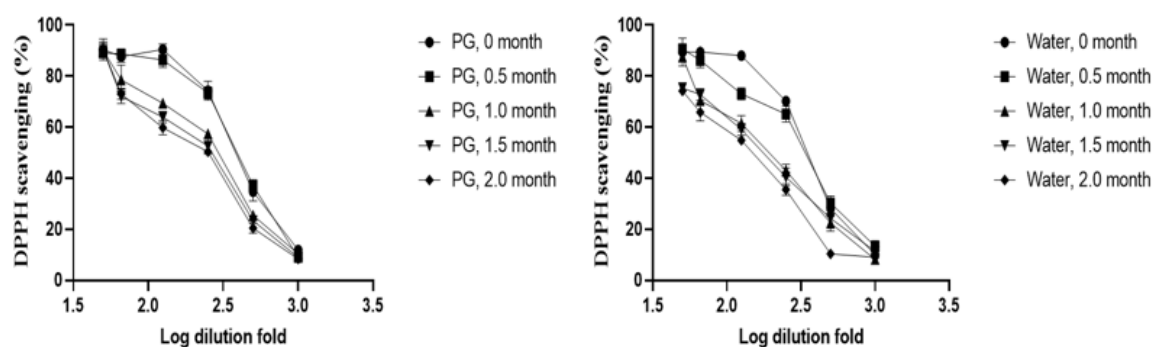 DPPH scavenging (%)
100
80
60
40
20
0
1.5 2.0 2.5 3.0 3.5
Log dilution fold
PG, 0 month
PG, 0.5 month
PG, 1.0 month
PG, 1.5 month
PG, 2.0 month
DPPH scavenging (%)
100
80
60
40
20
0
1.5 2.0 2.5 3.0 3.5
Log dilution fold
Water, 0 month
Water, 0.5 month
Water, 1.0 month
Water, 1.5 month
Water, 2.0 month